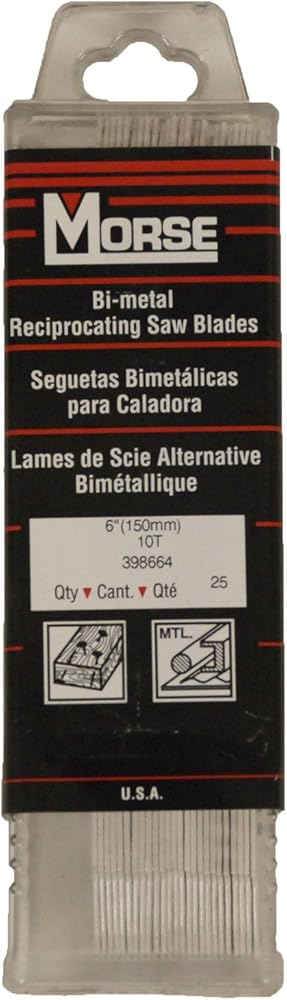 MORSE
Bi-metal
Reciprocating Saw Blades
Seguetas Bimetálicas
para Caladora
Lames de Scie Alternative
Bimétallique
6"(150mm)
10T
398664
Qty ▼ Cant. ▼ Qté 25
MTL.
U.S.A.